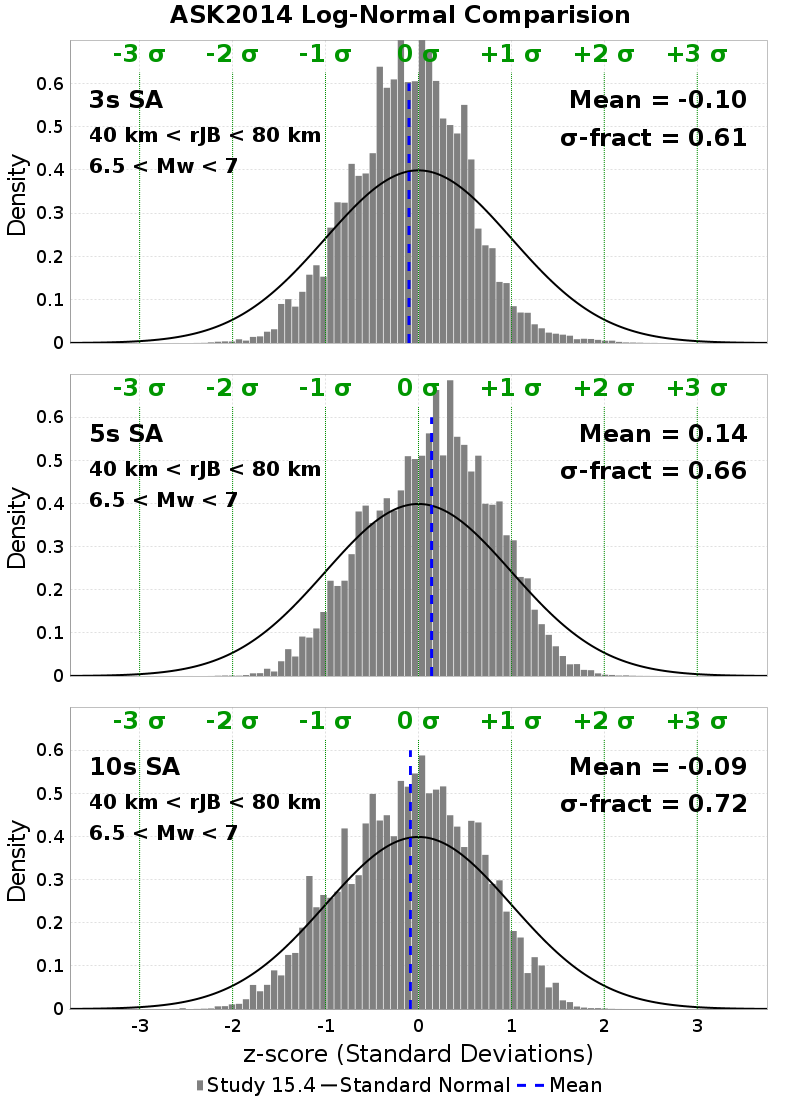 ASK2014 Log-Normal Comparision
-3 σ -2 σ -1 σ 0 σ +1 σ +2 σ +3 σ
3s SA
40 km < rJB < 80 km
6.5 < Mw < 7
Mean = -0.10
σ-fract = 0.61
Density
0.6
0.5
0.4
0.3
0.2
0.1
0
-3 σ -2 σ -1 σ 0 σ +1 σ +2 σ +3 σ
5s SA
40 km < rJB < 80 km
6.5 < Mw < 7
Mean = 0.14
σ-fract = 0.66
Density
0.6
0.5
0.4
0.3
0.2
0.1
0
-3 σ -2 σ -1 σ 0 σ +1 σ +2 σ +3 σ
10s SA
40 km < rJB < 80 km
6.5 < Mw < 7
Mean = -0.09
σ-fract = 0.72
Density
0.6
0.5
0.4
0.3
0.2
0.1
0
-3 -2 -1 0 1 2 3
z-score (Standard Deviations)
Study 15.4 Standard Normal Mean